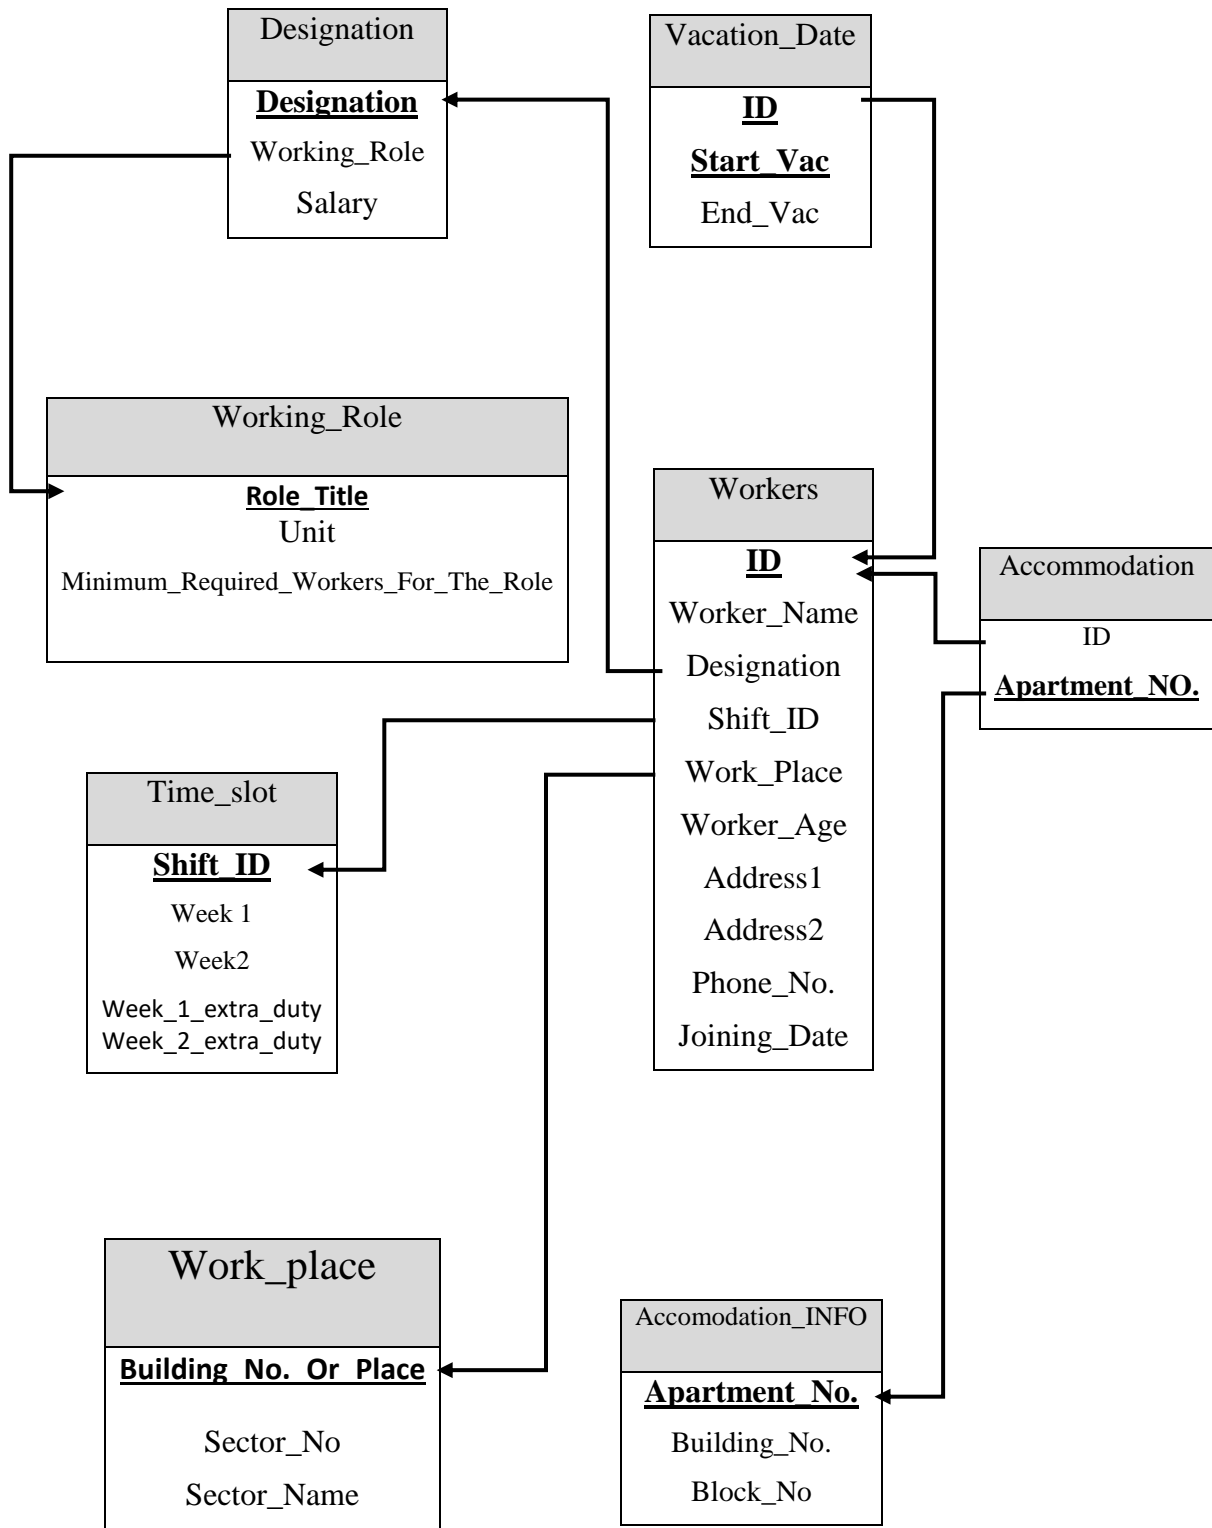 Designation
Designation
Working_Role
Salary
Vacation_Date
ID
Start_Vac
End_Vac
Working_Role
Role_Title
Unit
Minimum_Required_Workers_For_The_Role
Workers
ID
Worker_Name
Designation
Shift_ID
Work_Place
Worker_Age
Address1
Address2
Phone_No.
Joining_Date
Accommodation
ID
Apartment_NO.
Time_slot
Shift_ID
Week 1
Week2
Week_1_extra_duty
Week_2_extra_duty
Work_place
Building_No._Or_Place
Sector_No
Sector_Name
Accomodation_INFO
Apartment_No.
Building_No.
Block_No